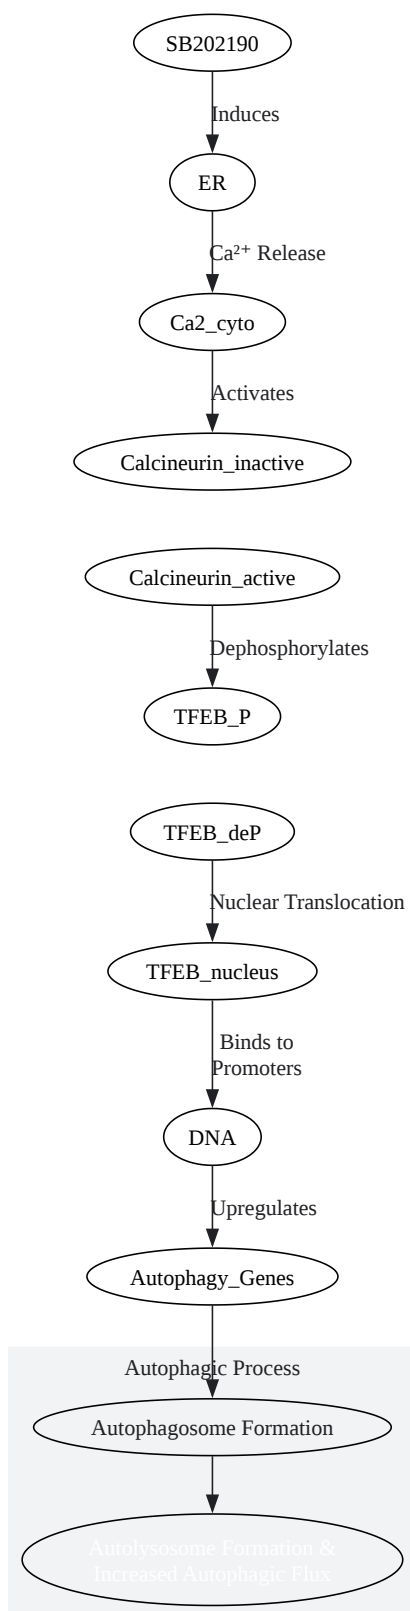 SB202190
Induces
ER
Ca²⁺ Release
Ca2_cyto
Activates
Calcineurin_inactive
Calcineurin_active
Dephosphorylates
TFEB_P
TFEB_deP
Nuclear Translocation
TFEB_nucleus
Binds to
Promoters
DNA
Upregulates
Autophagy_Genes
Autophagic Process
Autophagosome Formation
Autolysosome Formation &
Increased Autophagic Flux